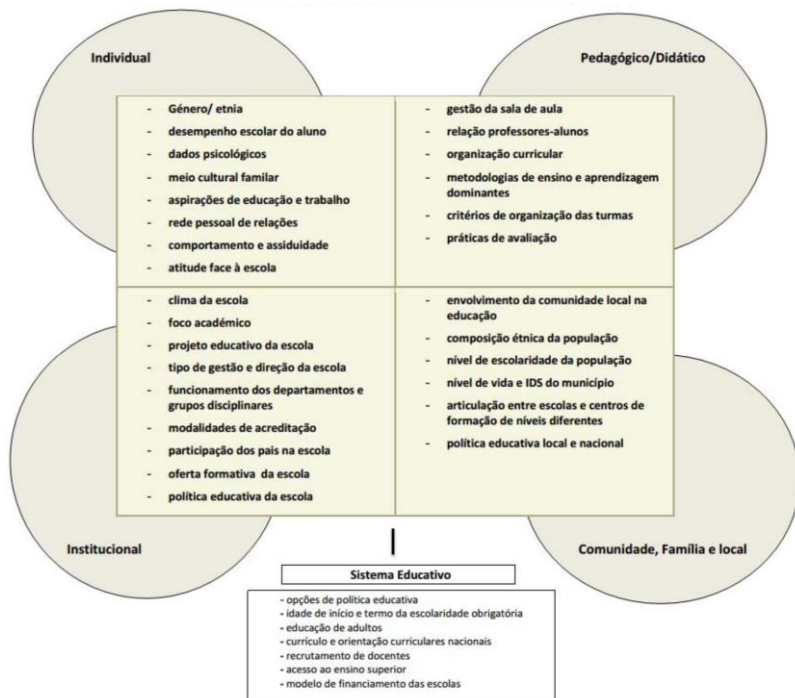 Individual
- Género/ etnia
- desempenho escolar do aluno
- dados psicológicos
- meio cultural familar
- aspirações de educação e trabalho
- rede pessoal de relações
- comportamento e assiduidade
- atitude face à escola
Pedagógico/Didático
- gestão da sala de aula
- relação professores-alunos
- organização curricular
- metodologias de ensino e aprendizagem
dominantes
- critérios de organização das turmas
- práticas de avaliação
- clima da escola
- foco académico
- projeto educativo da escola
- tipo de gestão e direção da escola
- funcionamento dos departamentos e
grupos disciplinares
- modalidades de acreditação
- participação dos pais na escola
- oferta formativa da escola
- política educativa da escola
Institucional
- envolvimento da comunidade local na
educação
- composição étnica da população
- nível de escolaridade da população
- nível de vida e IDS do município
- articulação entre escolas e centros de
formação de níveis diferentes
- política educativa local e nacional
Comunidade, Família e local
Sistema Educativo
- opções de política educativa
- idade de início e termo da escolaridade obrigatória
- educação de adultos
- currículo e orientação curriculares nacionais
- recrutamento de docentes
- acesso ao ensino superior
- modelo de financiamento das escolas